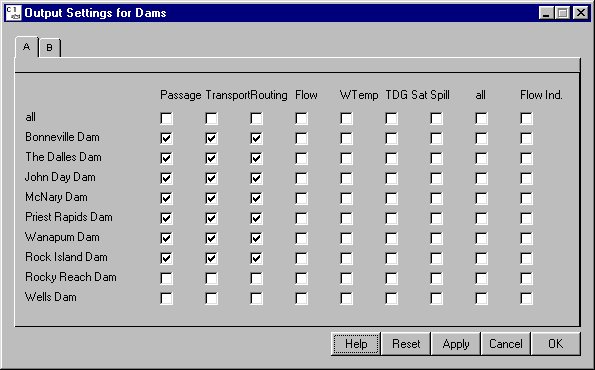 Output Settings for Dams
A B
Passage Transport Routing Flow WTemp TDG Sat Spill all Flow Ind.
all
Bonneville Dam
The Dalles Dam
John Day Dam
McNary Dam
Priest Rapids Dam
Wanapum Dam
Rock Island Dam
Rocky Reach Dam
Wells Dam
Help Reset Apply Cancel OK